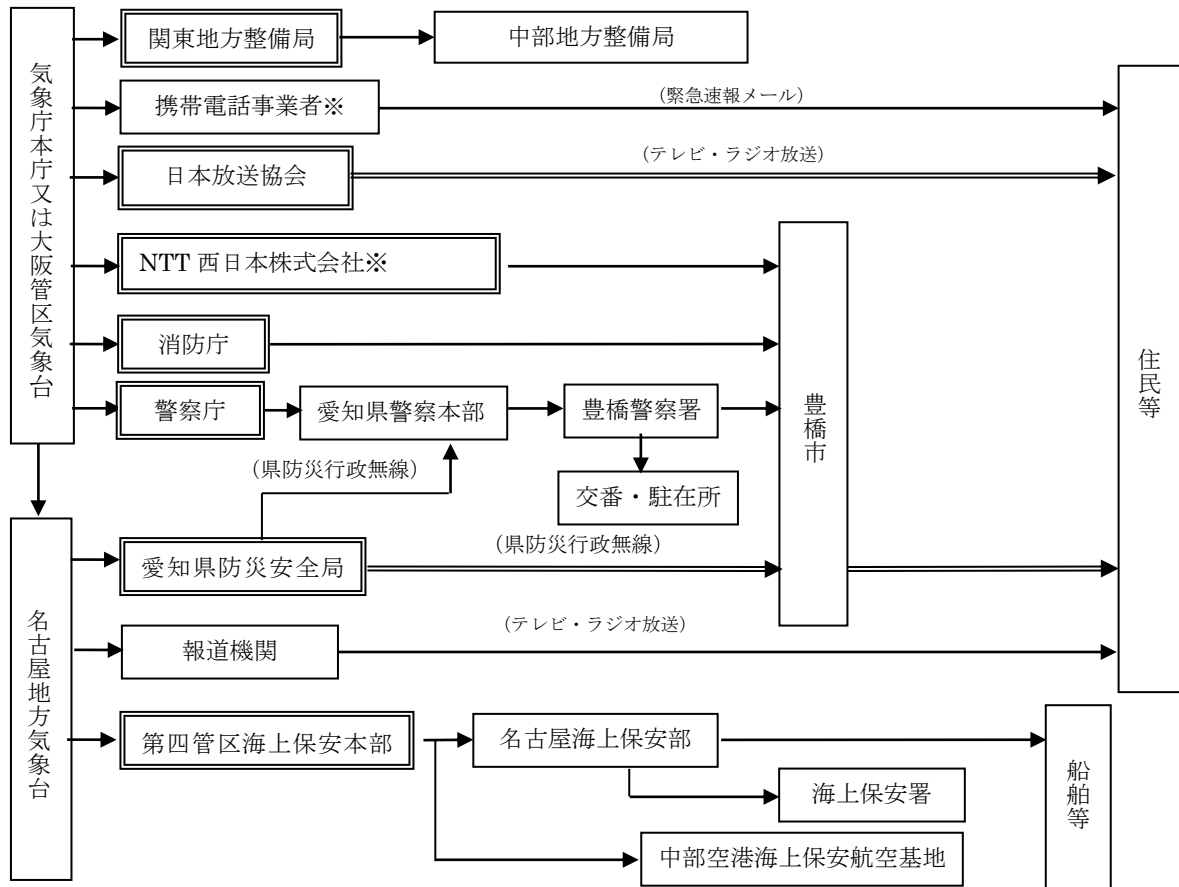 気象庁本庁又は大阪管区気象台
関東地方整備局
中部地方整備局
携帯電話事業者※
(緊急速報メール)
日本放送協会
(テレビ・ラジオ放送)
NTT 西日本株式会社※
消防庁
警察庁
愛知県警察本部
豊橋警察署
交番・駐在所
豊橋市
住民等
(県防災行政無線)
名古屋地方気象台
愛知県防災安全局
(県防災行政無線)
報道機関
(テレビ・ラジオ放送)
第四管区海上保安本部
名古屋海上保安部
海上保安署
中部空港海上保安航空基地
船舶等